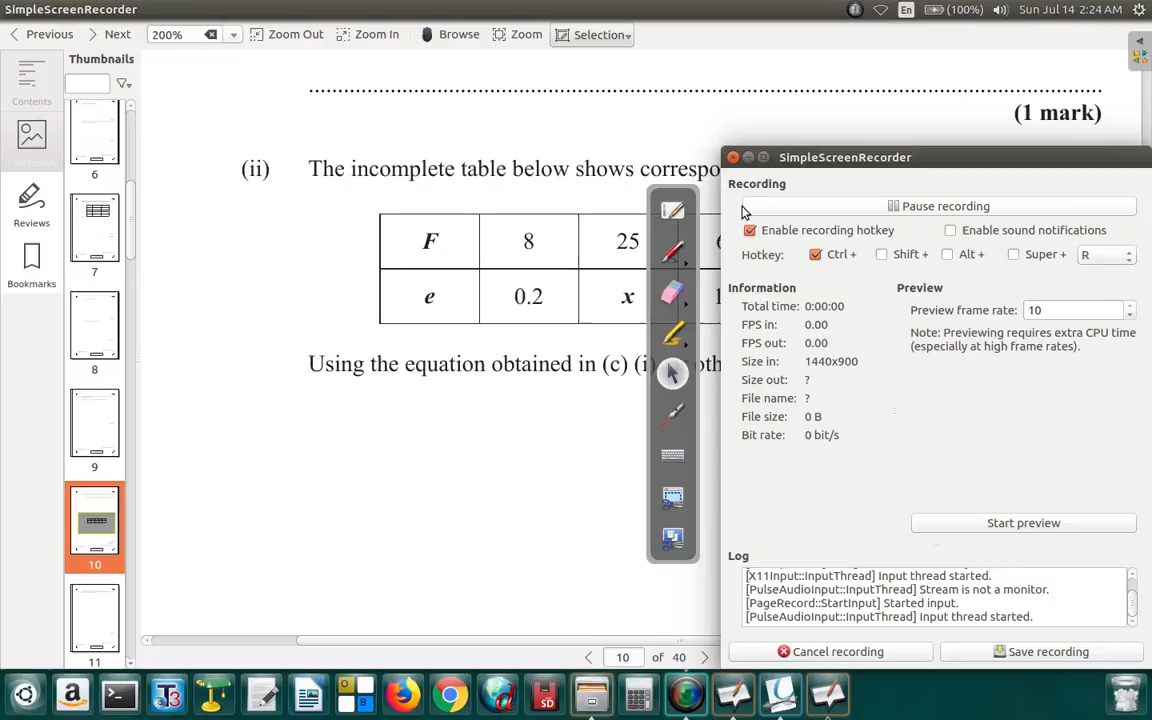 SimpleScreenRecorder
En (100%) Sun Jul 14 2:24 AM
Previous Next 200% Zoom Out Zoom In Browse Zoom Selection
Contents
Thumbnails
Reviews
Bookmarks
6
7
8
9
10
11
(1 mark)
(ii) The incomplete table below shows
F 8 25
e 0.2 x
Using the equation obtained in (c)
10 of 40
SimpleScreenRecorder
Recording
Pause recording
Enable recording hotkey Enable sound notifications
Hotkey: Ctrl + Shift + Alt + Super + R
Information
Total time: 0:00:00
FPS in: 0.00
FPS out: 0.00
Size in: 1440x900
Size out: ?
File name: ?
File size: 0 B
Bit rate: 0 bit/s
Preview
Preview frame rate: 10
Note: Previewing requires extra CPU time
(especially at high frame rates).
Start preview
Log
[X11Input::InputThread] Input thread started.
[PulseAudioInput::InputThread] Stream is not a monitor.
[PageRecord::StartInput] Started input.
[PulseAudioInput::InputThread] Input thread started.
Cancel recording Save recording